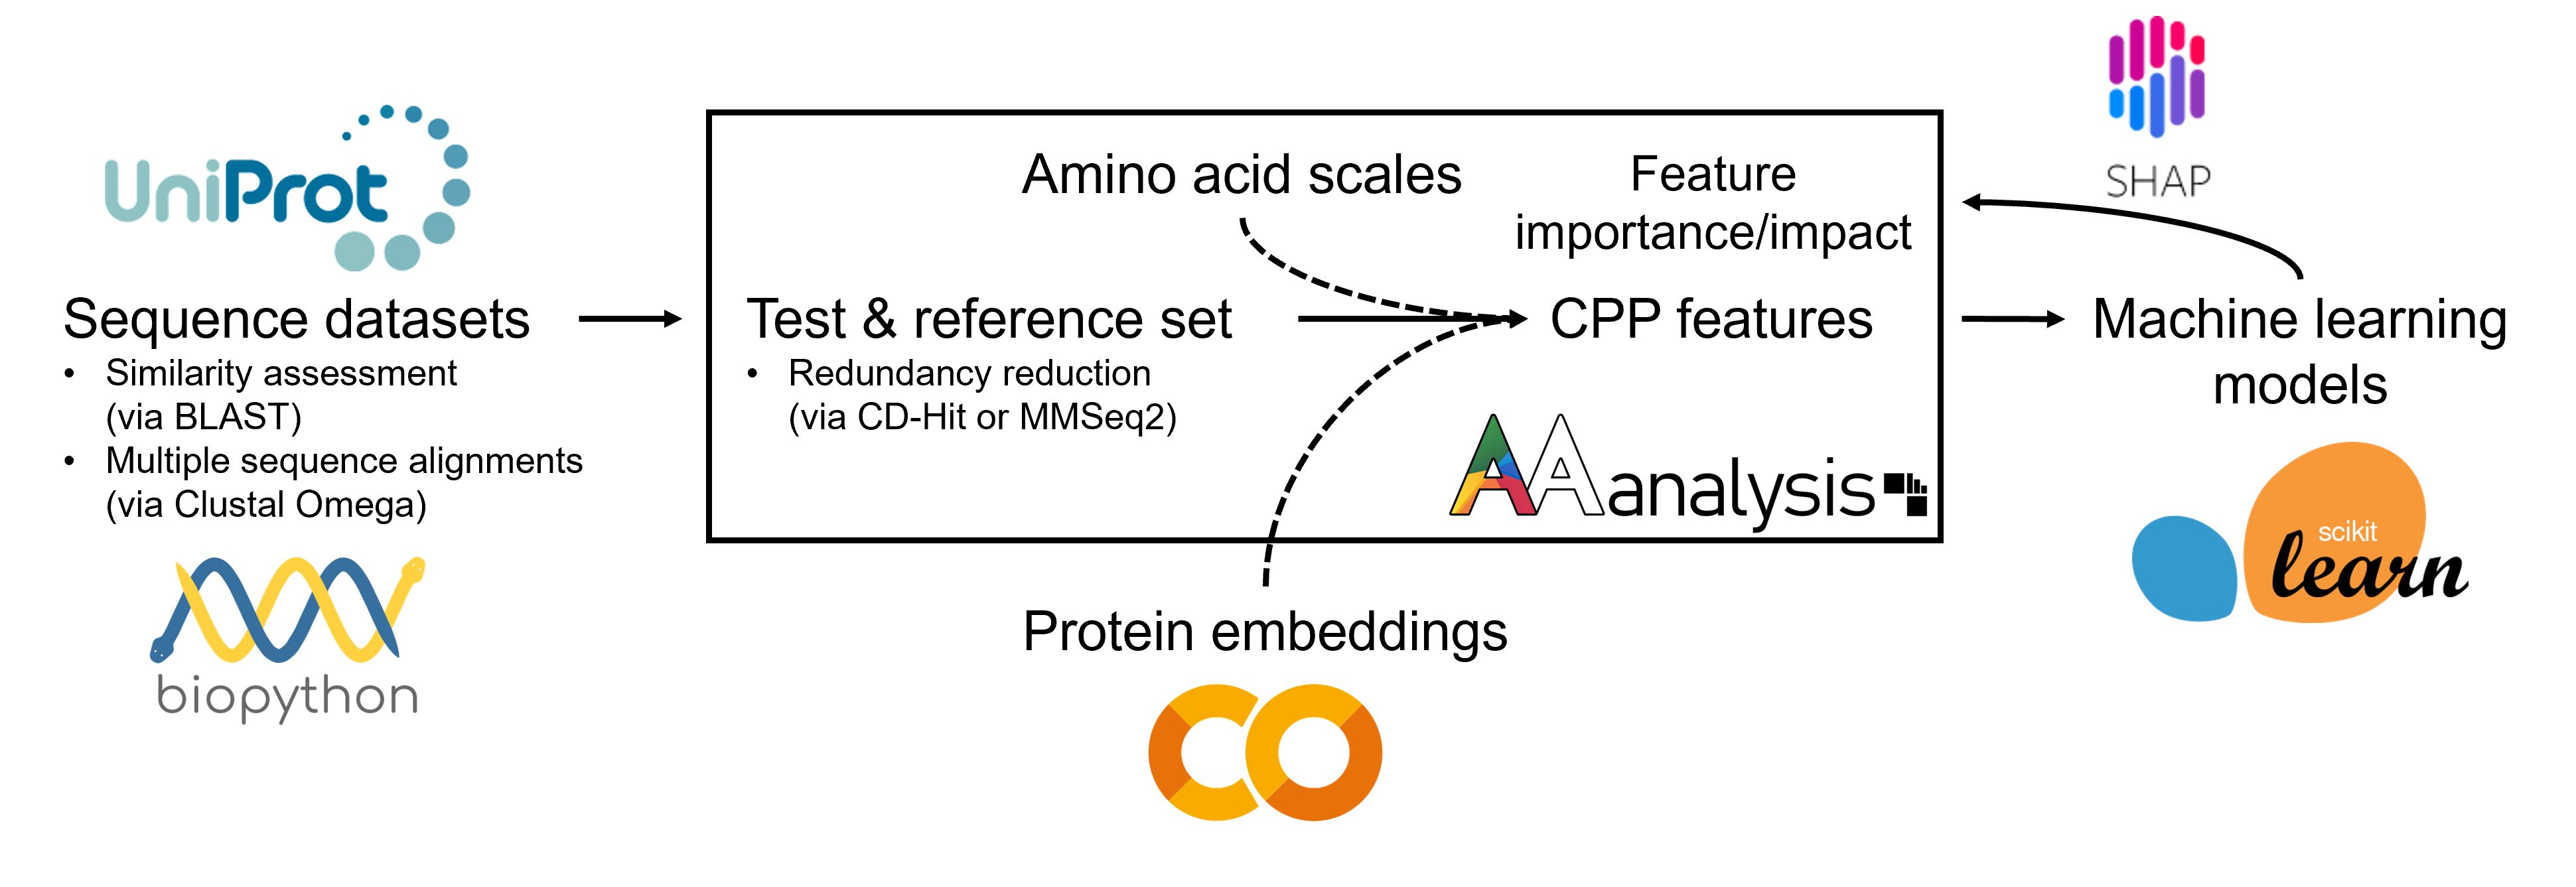 UniProt
Sequence datasets
• Similarity assessment
(via BLAST)
• Multiple sequence alignments
(via Clustal Omega)
biopython
Amino acid scales
Test & reference set
• Redundancy reduction
(via CD-Hit or MMSeq2)
Feature
importance/impact
CPP features
AAanalysis
Protein embeddings
CO
SHAP
Machine learning
models
scikit
learn